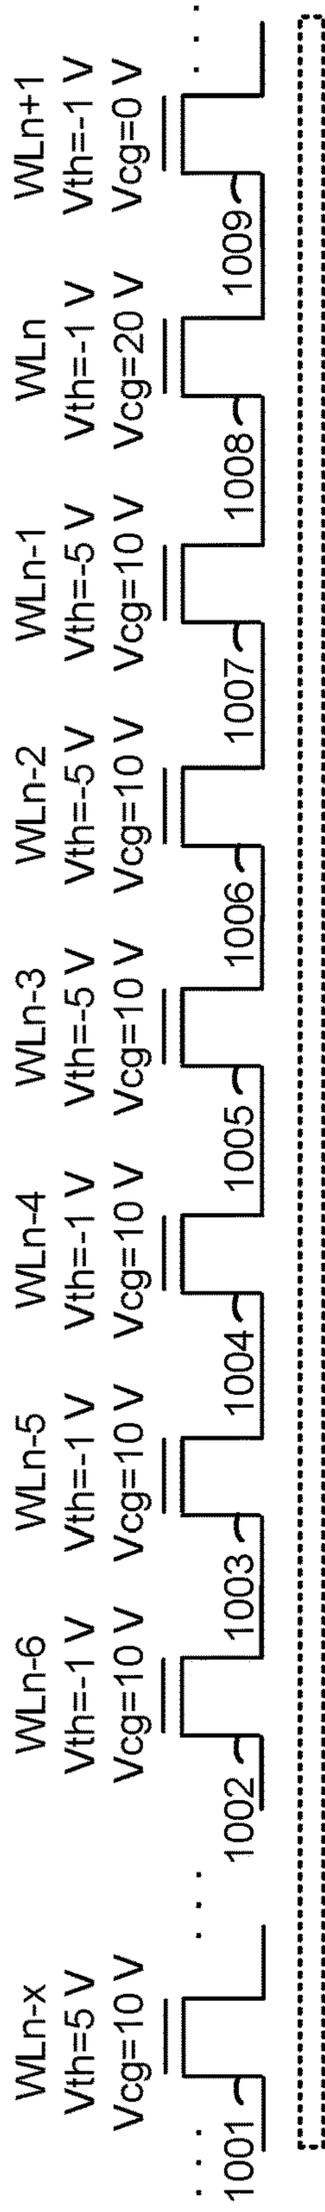 WLn-x
Vth=5 V
Vcg=10 V
1001
WLn-6
Vth=-1 V
Vcg=10 V
1002
WLn-5
Vth=-1 V
Vcg=10 V
1003
WLn-4
Vth=-1 V
Vcg=10 V
1004
WLn-3
Vth=-5 V
Vcg=10 V
1005
WLn-2
Vth=-5 V
Vcg=10 V
1006
WLn-1
Vth=-5 V
Vcg=10 V
1007
WLn
Vth=-1 V
Vcg=20 V
1008
WLn+1
Vth=-1 V
Vcg=0 V
1009